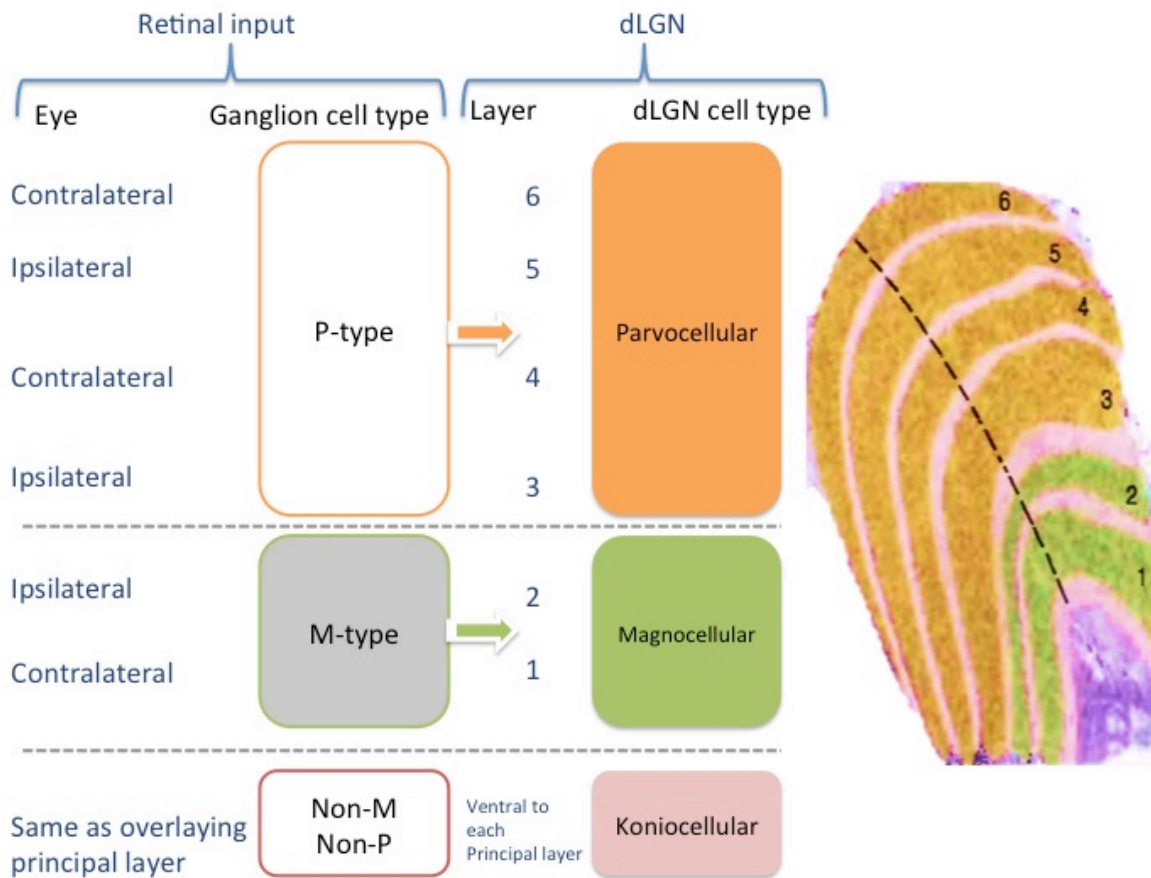 Retinal input
dLGN
Eye
Ganglion cell type
Layer
dLGN cell type
Contralateral
6
Ipsilateral
5
P-type
Parvocellular
Contralateral
4
Ipsilateral
3
Ipsilateral
2
M-type
Magnocellular
Contralateral
1
Same as overlaying
principal layer
Non-M
Non-P
Ventral to
each
Principal layer
Koniocellular
6
5
4
3
2
1